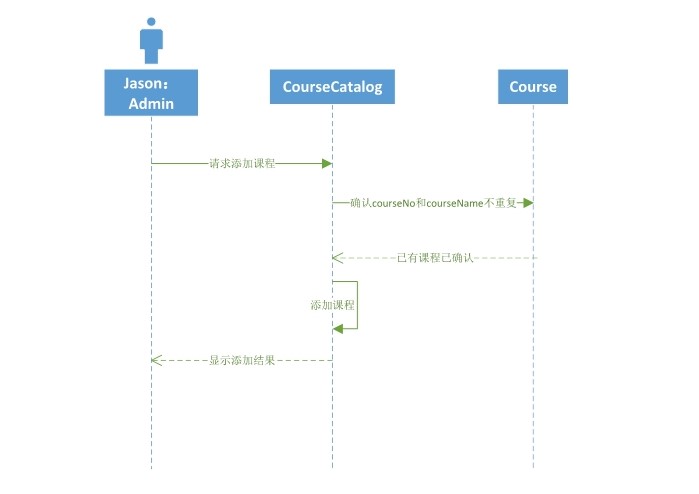 Jason：
Admin
CourseCatalog
Course
请求添加课程
确认courseNo和courseName不重复
已有课程已确认
添加课程
显示添加结果